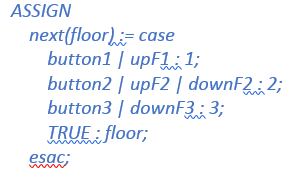 ASSIGN
next(floor) := case
button1 | upF1 : 1;
button2 | upF2 | downF2 : 2;
button3 | downF3 : 3;
TRUE : floor;
esac;